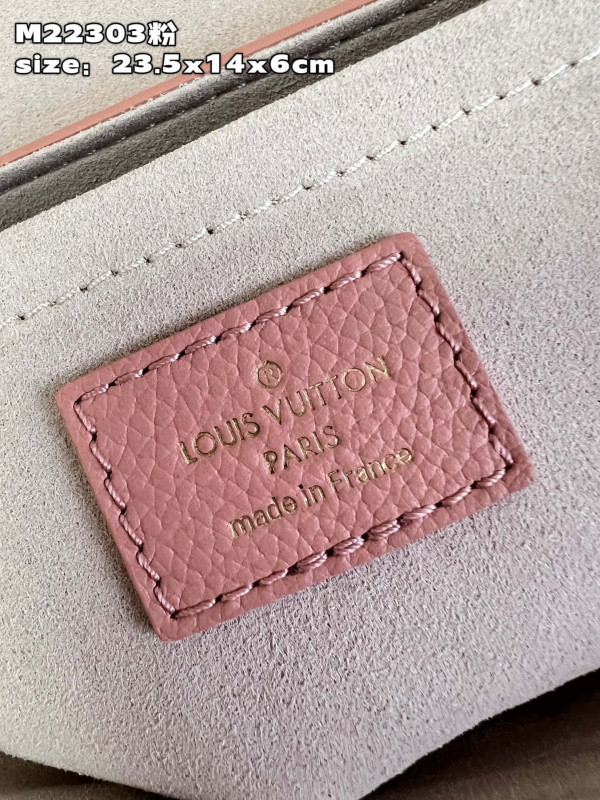 M22303粉
size：23.5x14x6cm
LOUIS VUITTON
PARIS
made in France